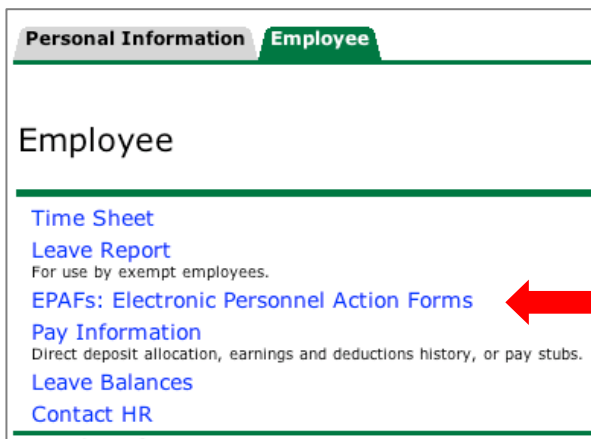 Personal Information Employee
Employee
Time Sheet
Leave Report
For use by exempt employees.
EPAFs: Electronic Personnel Action Forms
Pay Information
Direct deposit allocation, earnings and deductions history, or pay stubs.
Leave Balances
Contact HR